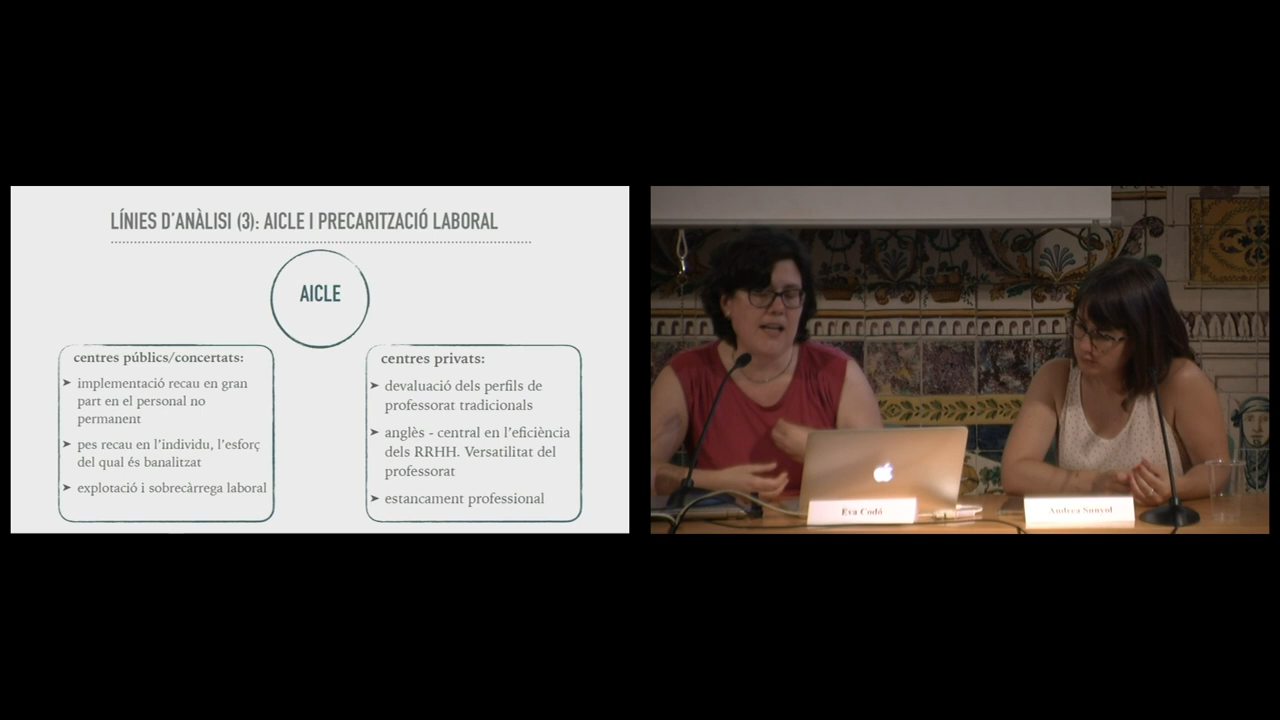 LÍNIES D'ANÀLISI (3): AICLE I PRECARITZACIÓ LABORAL
AICLE
centres públics/concertats:
➤ implementació recau en gran
part en el personal no
permanent
➤ pes recau en l'individu, l'esforç
del qual és banalitzat
➤ explotació i sobrecàrrega laboral
centres privats:
➤ devaluació dels perfils de
professorat tradicionals
➤ anglès - central en l'eficiència
dels RRHH. Versatilitat del
professorat
➤ estancament professional
Eva Codó
Andrea Sunyol